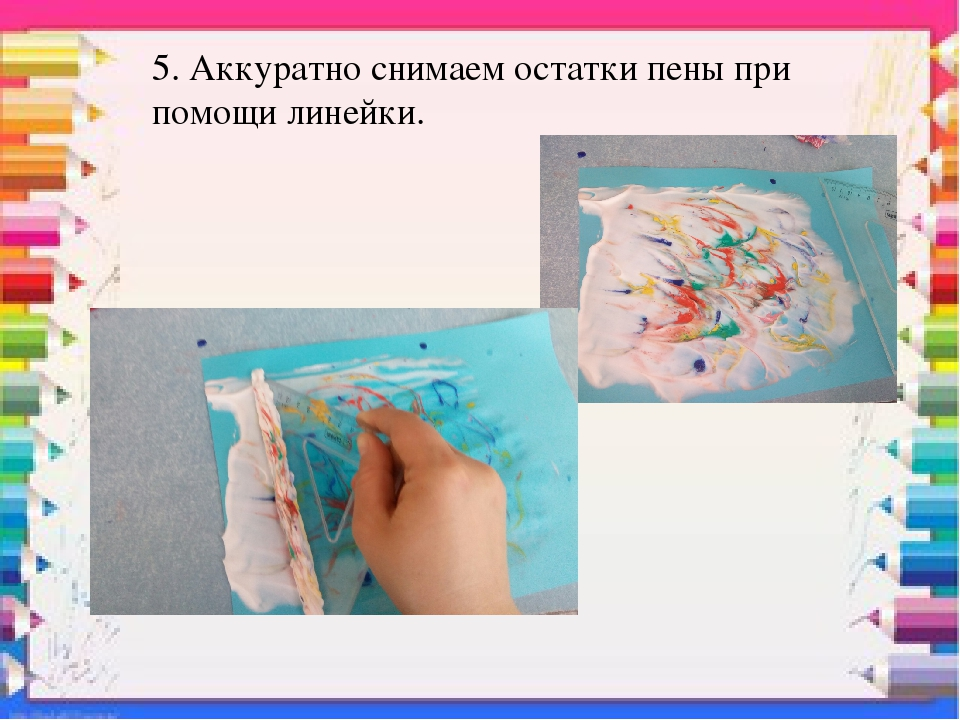 5. Аккуратно снимаем остатки пены при
помощи линейки.